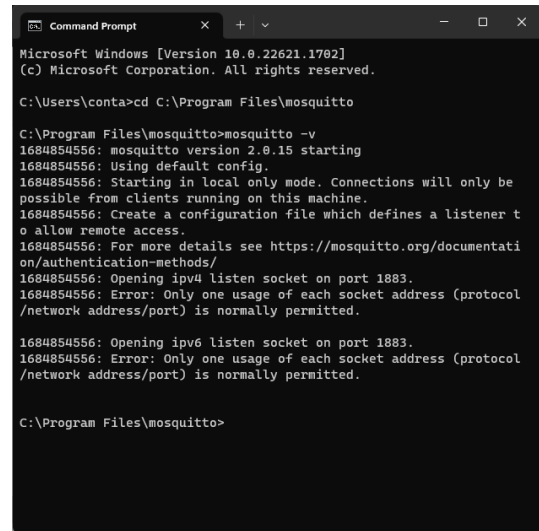 Command Prompt
Microsoft Windows [Version 10.0.22621.1702]
(c) Microsoft Corporation. All rights reserved.
C:\Users\conta>cd C:\Program Files\mosquitto
C:\Program Files\mosquitto>mosquitto -v
1684854556: mosquitto version 2.0.15 starting
1684854556: Using default config.
1684854556: Starting in local only mode. Connections will only be
possible from clients running on this machine.
1684854556: Create a configuration file which defines a listener t
o allow remote access.
1684854556: For more details see https://mosquitto.org/documentati
on/authentication-methods/
1684854556: Opening ipv4 listen socket on port 1883.
1684854556: Error: Only one usage of each socket address (protocol
/network address/port) is normally permitted.
1684854556: Opening ipv6 listen socket on port 1883.
1684854556: Error: Only one usage of each socket address (protocol
/network address/port) is normally permitted.
C:\Program Files\mosquitto>